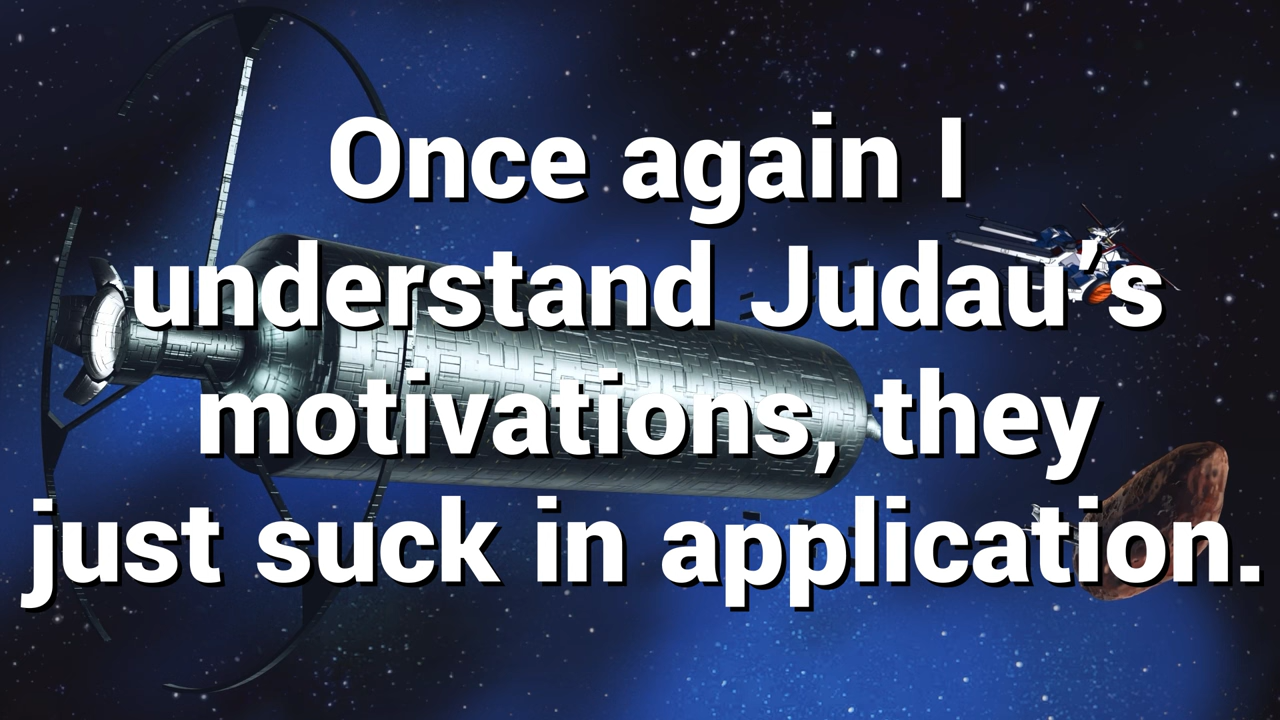 Once again I
understand Judau’s
motivations, they
just suck in application.